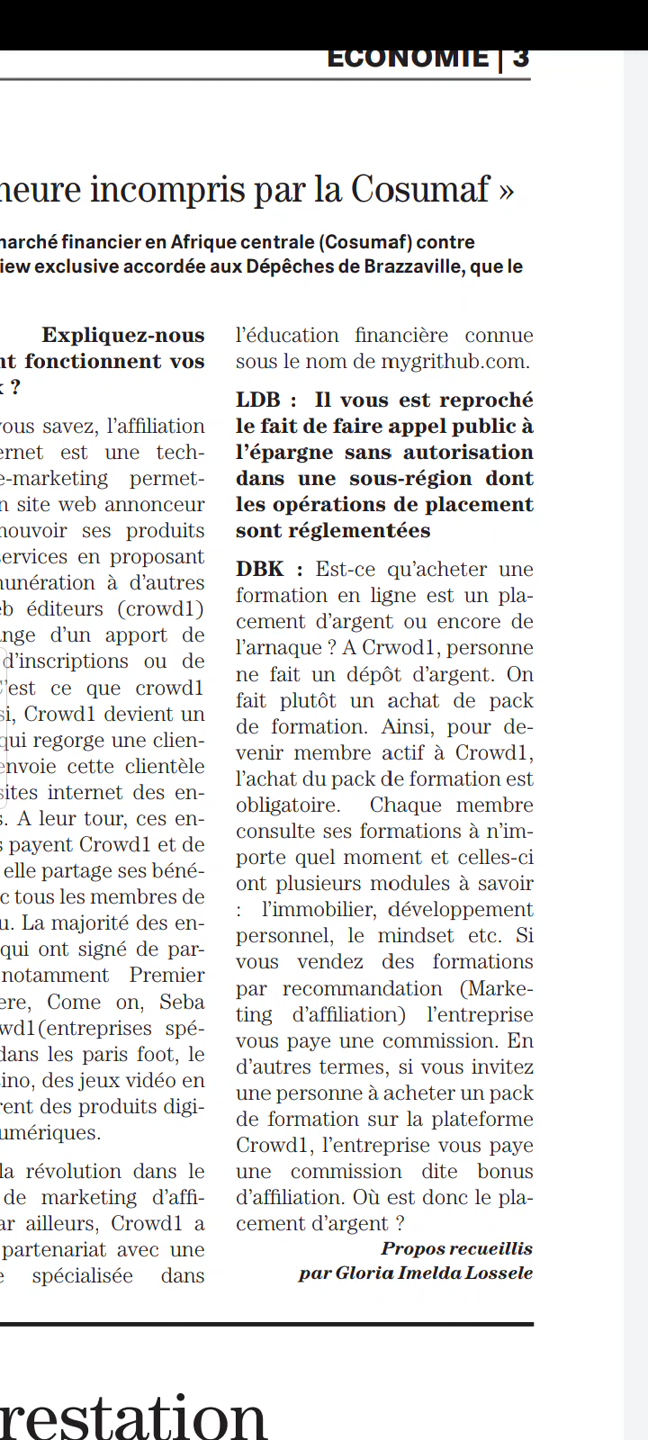 ÉCONOMIE | 3
neure incompris par la Cosumaf »
marché financier en Afrique centrale (Cosumaf) contre
iew exclusive accordée aux Dépêches de Brazzaville, que le
Expliquez-nous
nt fonctionnent vos
x ?
vous savez, l’affiliation
ernet est une tech-
e-marketing permet-
n site web annonceur
nouvoir ses produits
services en proposant
nunération à d’autres
eb éditeurs (crowd1)
ange d’un apport de
d’inscriptions ou de
C’est ce que crowd1
si, Crowd1 devient un
qui regorge une clien-
envoie cette clientèle
sites internet des en-
s. A leur tour, ces en-
s payent Crowd1 et de
elle partage ses béné-
c tous les membres de
u. La majorité des en-
qui ont signé de par-
notamment Premier
ere, Come on, Seba
wd1(entreprises spé-
dans les paris foot, le
ino, des jeux vidéo en
rent des produits digi-
umériques.
la révolution dans le
de marketing d’affi-
ar ailleurs, Crowd1 a
partenariat avec une
e spécialisée dans
l’éducation financière connue
sous le nom de mygrithub.com.
LDB : Il vous est reproché
le fait de faire appel public à
l’épargne sans autorisation
dans une sous-région dont
les opérations de placement
sont réglementées
DBK : Est-ce qu’acheter une
formation en ligne est un pla-
cement d’argent ou encore de
l’arnaque ? A Crwod1, personne
ne fait un dépôt d’argent. On
fait plutôt un achat de pack
de formation. Ainsi, pour de-
venir membre actif à Crowd1,
l’achat du pack de formation est
obligatoire. Chaque membre
consulte ses formations à n’im-
porte quel moment et celles-ci
ont plusieurs modules à savoir
: l’immobilier, développement
personnel, le mindset etc. Si
vous vendez des formations
par recommandation (Marke-
ting d’affiliation) l’entreprise
vous paye une commission. En
d’autres termes, si vous invitez
une personne à acheter un pack
de formation sur la plateforme
Crowd1, l’entreprise vous paye
une commission dite bonus
d’affiliation. Où est donc le pla-
cement d’argent ?
Propos recueillis
par Gloria Imelda Lossele
restation